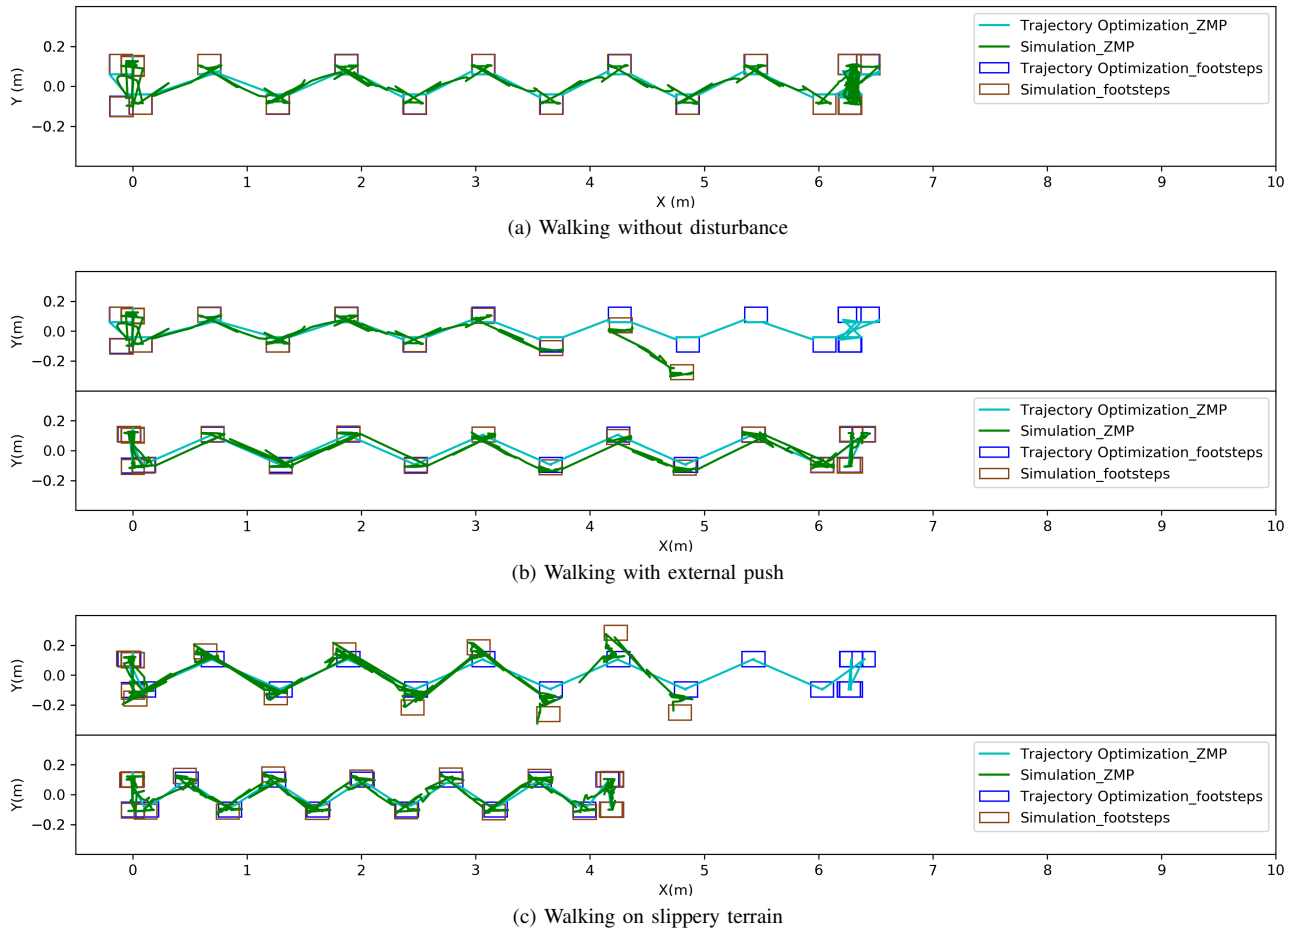 Y (m)
0.2
0.0
−0.2
Trajectory Optimization_ZMP
Simulation_ZMP
Trajectory Optimization_footsteps
Simulation_footsteps
0 1 2 3 4 5 6 7 8 9 10
X (m)
(a) Walking without disturbance
Y(m)
0.2
0.0
−0.2
Y(m)
0.2
0.0
−0.2
Trajectory Optimization_ZMP
Simulation_ZMP
Trajectory Optimization_footsteps
Simulation_footsteps
0 1 2 3 4 5 6 7 8 9 10
X(m)
(b) Walking with external push
Y(m)
0.2
0.0
−0.2
Y(m)
0.2
0.0
−0.2
Trajectory Optimization_ZMP
Simulation_ZMP
Trajectory Optimization_footsteps
Simulation_footsteps
0 1 2 3 4 5 6 7 8 9 10
X(m)
(c) Walking on slippery terrain